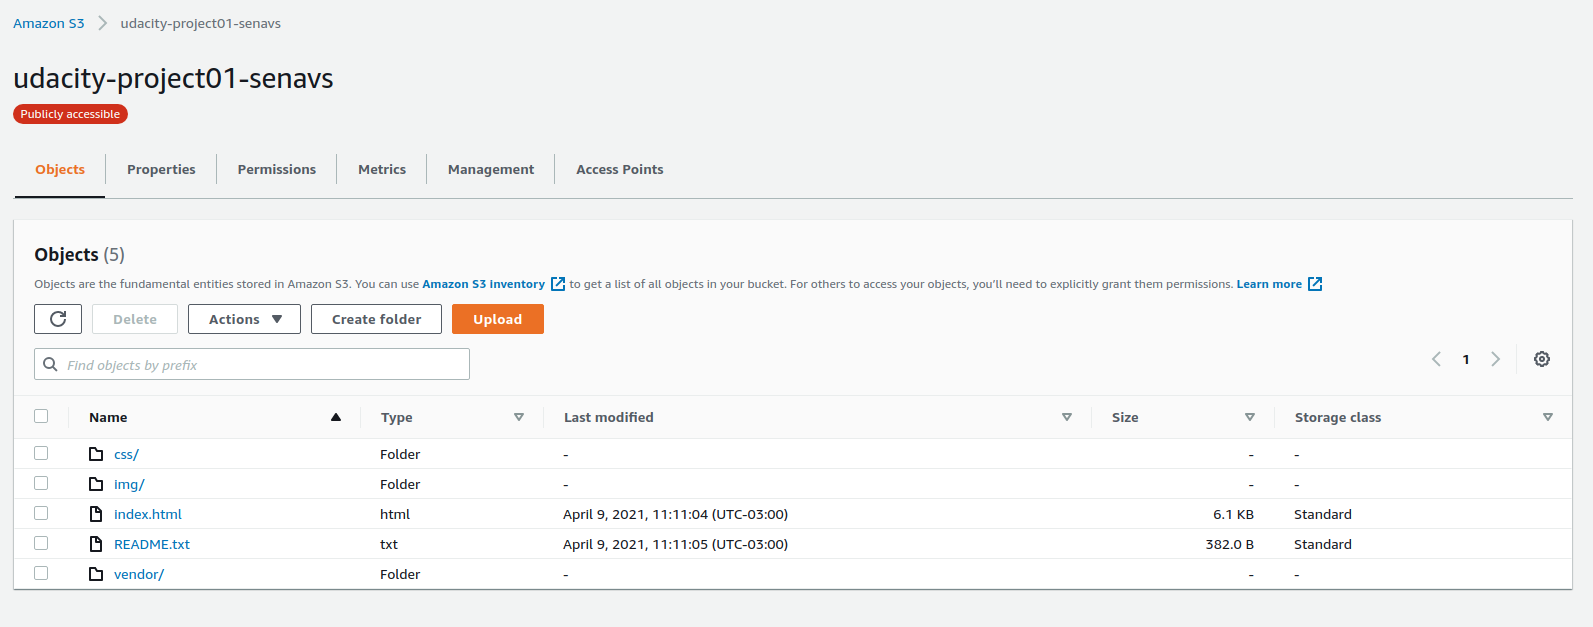 Amazon S3 > udacity-project01-senavs
udacity-project01-senavs
Publicly accessible
Objects Properties Permissions Metrics Management Access Points
Objects (5)
Objects are the fundamental entities stored in Amazon S3. You can use Amazon S3 inventory to get a list of all objects in your bucket. For others to access your objects, you'll need to explicitly grant them permissions. Learn more
Delete Actions Create folder Upload
Find objects by prefix
1
Name Type Last modified Size Storage class
css/ Folder - - -
img/ Folder - - -
index.html html April 9, 2021, 11:11:04 (UTC-03:00) 6.1 KB Standard
README.txt txt April 9, 2021, 11:11:05 (UTC-03:00) 382.0 B Standard
vendor/ Folder - - -